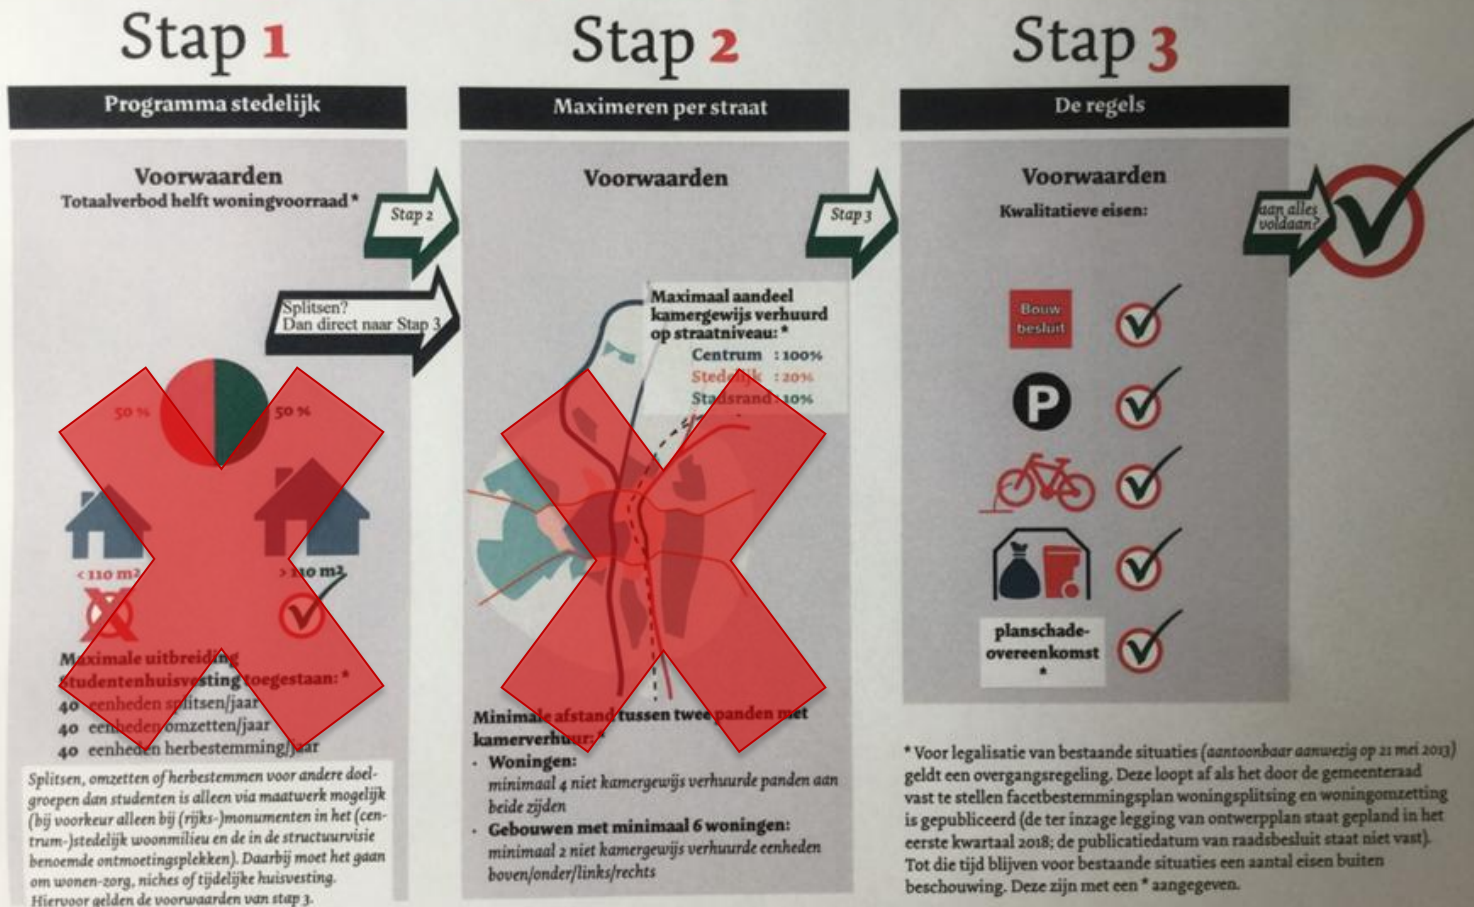 Stap 1
Programma stedelijk
Voorwaarden
Totaalverbod helft woningvoorraad *
Stap 2
Splitsen?
Dan direct naar Stap 3
50 %
50 %
< 110 m2
> 110 m2
Maximale uitbreiding
Studentenhuisvesting toegestaan: *
40 eenheden splitsen/jaar
40 eenheden omzetten/jaar
40 eenheden herbestemming/jaar
Splitsen, omzetten of herbestemmen voor andere doel-
groepen dan studenten is alleen via maatwerk mogelijk
(bij voorkeur alleen bij (rijks-)monumenten in het (cen-
trum-)stedelijk woonmilieu en de in de structuurvisie
benoemde ontmoetingsplekken). Daarbij moet het gaan
om wonen-zorg, niches of tijdelijke huisvesting.
Hiervoor gelden de voorwaarden van stap 3.
Stap 2
Maximeren per straat
Voorwaarden
Stap 3
Maximaal aandeel
kamergewijs verhuurd
op straatniveau: *
Centrum : 100%
Stedelijk : 20%
Stadsrand: 10%
Minimale afstand tussen twee panden met
kamerverhuur: *
· Woningen:
minimaal 4 niet kamergewijs verhuurde panden aan
beide zijden
· Gebouwen met minimaal 6 woningen:
minimaal 2 niet kamergewijs verhuurde eenheden
boven/onder/links/rechts
Stap 3
De regels
Voorwaarden
Kwalitatieve eisen:
aan alles
voldaan?
Bouw
besluit
P
planschade-
overeenkomst
*
* Voor legalisatie van bestaande situaties (aantoonbaar aanwezig op 21 mei 2013)
geldt een overgangsregeling. Deze loopt af als het door de gemeenteraad
vast te stellen facetbestemmingsplan woningsplitsing en woningomzetting
is gepubliceerd (de ter inzage legging van ontwerpplan staat gepland in het
eerste kwartaal 2018; de publicatiedatum van raadsbesluit staat niet vast).
Tot die tijd blijven voor bestaande situaties een aantal eisen buiten
beschouwing. Deze zijn met een * aangegeven.